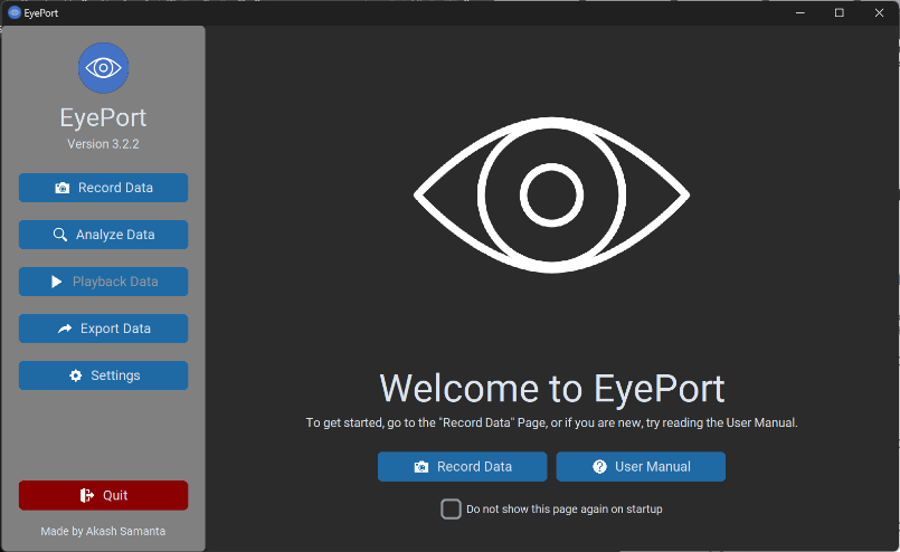 EyePort
EyePort
Version 3.2.2
Record Data
Analyze Data
Playback Data
Export Data
Settings
Quit
Made by Akash Samanta
Welcome to EyePort
To get started, go to the "Record Data" Page, or if you are new, try reading the User Manual.
Record Data
User Manual
Do not show this page again on startup